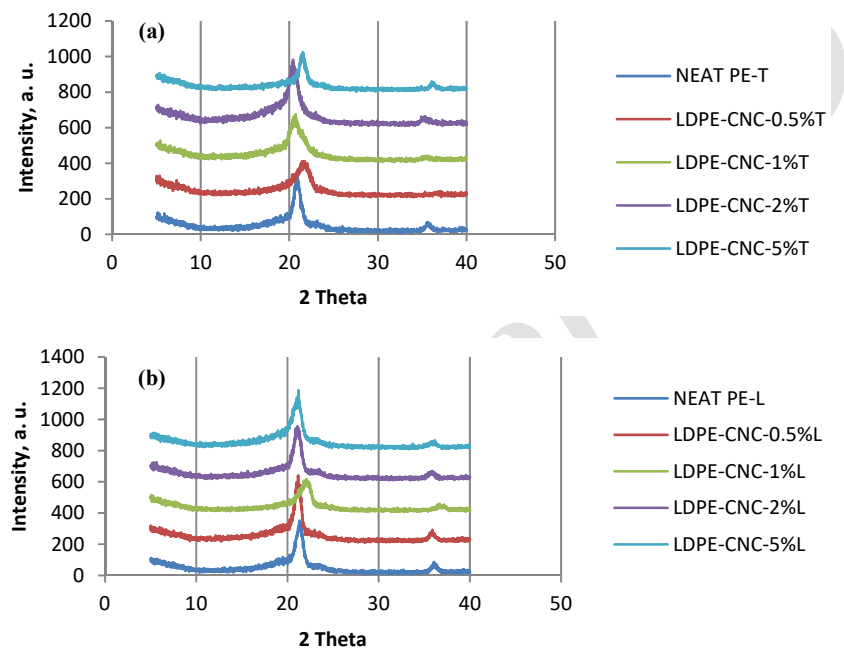 1200
1000
800
600
400
200
0
Intensity, a. u.
(a)
0 10 20 30 40 50
2 Theta
NEAT PE-T
LDPE-CNC-0.5%T
LDPE-CNC-1%T
LDPE-CNC-2%T
LDPE-CNC-5%T
1400
1200
1000
800
600
400
200
0
Intensity, a. u.
(b)
0 10 20 30 40 50
2 Theta
NEAT PE-L
LDPE-CNC-0.5%L
LDPE-CNC-1%L
LDPE-CNC-2%L
LDPE-CNC-5%L